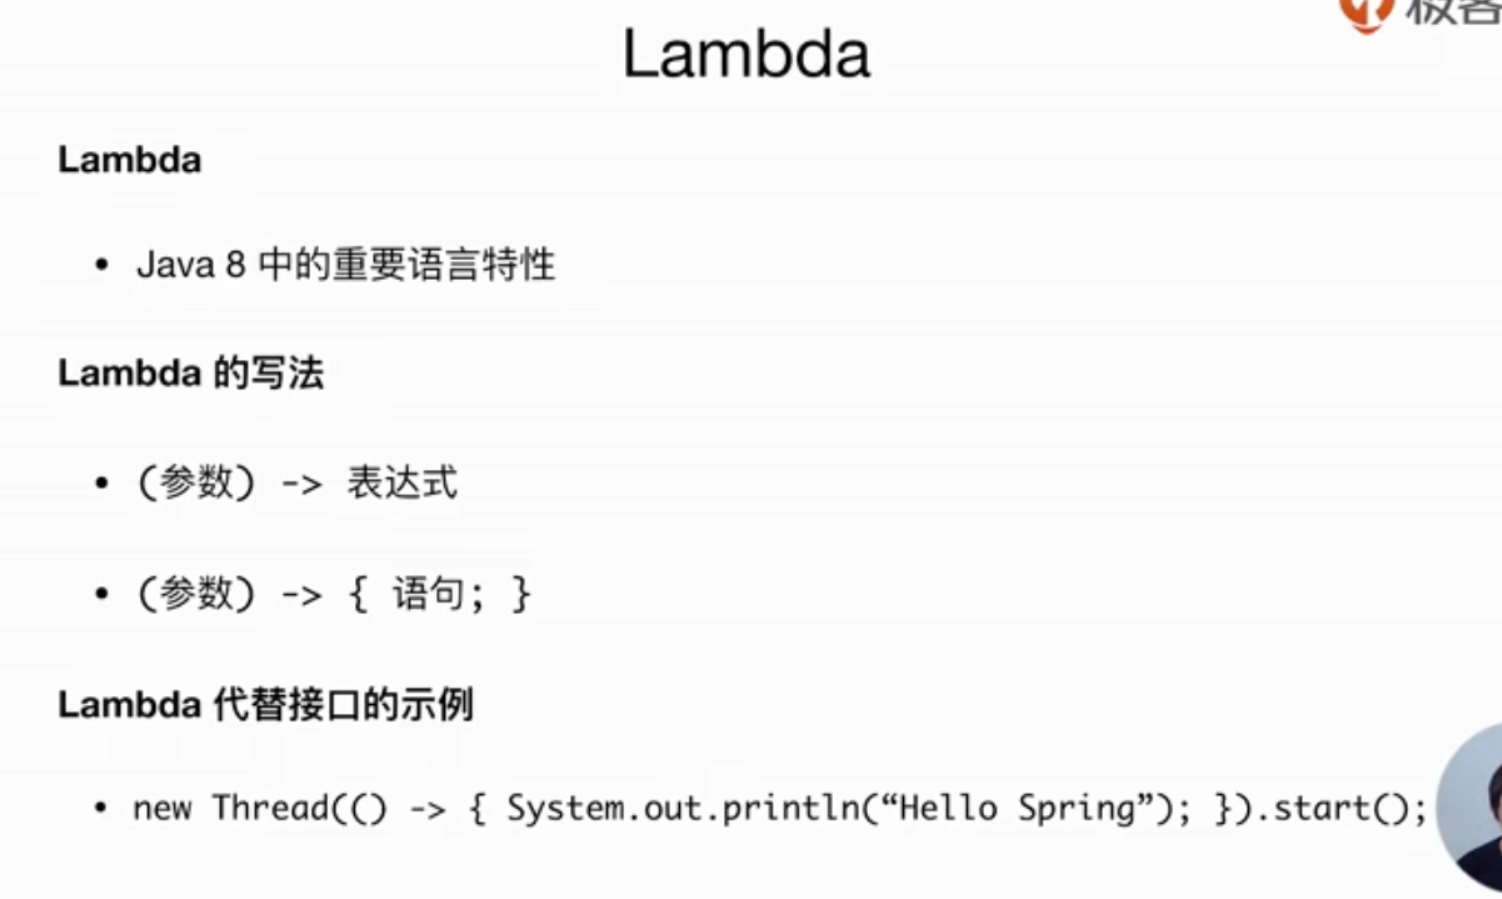 极客
Lambda
Lambda
• Java 8 中的重要语言特性
Lambda 的写法
• (参数) -> 表达式
• (参数) -> { 语句; }
Lambda 代替接口的示例
• new Thread(() -> { System.out.println(“Hello Spring”); }).start();